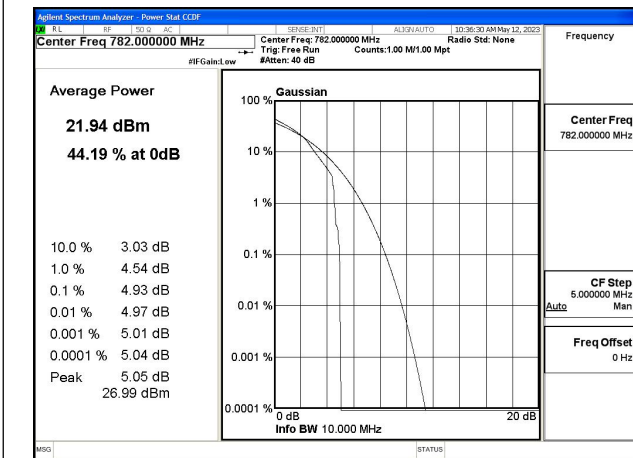 Agilent Spectrum Analyzer - Power Stat CCDF
RL RF 50 Ω AC SENSE:INT ALIGN AUTO 10:36:30 AM May 12, 2023
Center Freq 782.000000 MHz
Center Freq: 782.000000 MHz Radio Std: None
Trig: Free Run Counts:1.00 M/1.00 Mpt
#IFGain:Low #Atten: 40 dB
Frequency
Average Power
21.94 dBm
44.19 % at 0dB
10.0 % 3.03 dB
1.0 % 4.54 dB
0.1 % 4.93 dB
0.01 % 4.97 dB
0.001 % 5.01 dB
0.0001 % 5.04 dB
Peak 5.05 dB
26.99 dBm
Gaussian
100 %
10 %
1 %
0.1 %
0.01 %
0.001 %
0.0001 %
0 dB 20 dB
Info BW 10.000 MHz
Center Freq
782.000000 MHz
CF Step
5.000000 MHz
Auto Man
Freq Offset
0 Hz
MSG STATUS